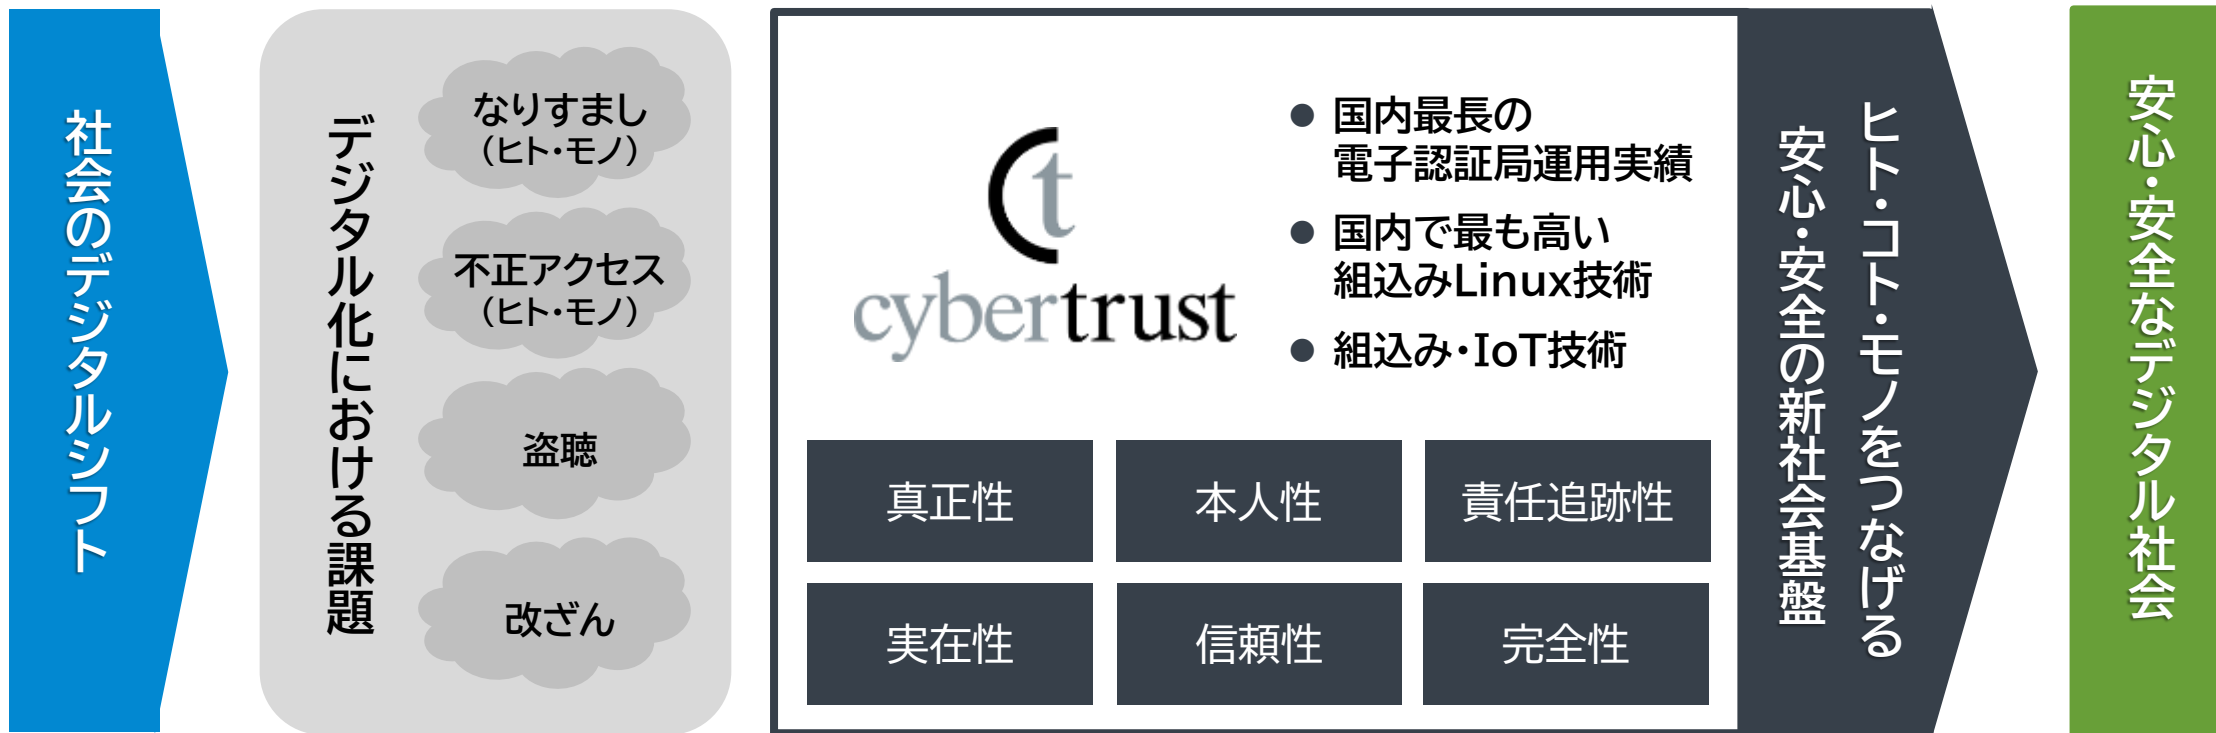 社会のデジタルシフト
デジタル化における課題
なりすまし
（ヒト・モノ）
不正アクセス
（ヒト・モノ）
盗聴
改ざん
Ct
cybertrust
● 国内最長の
電子認証局運用実績
● 国内で最も高い
組込みLinux技術
● 組込み・IoT技術
真正性
本人性
責任追跡性
実在性
信頼性
完全性
ヒト・コト・モノをつなげる
安心・安全の新社会基盤
安心・安全なデジタル社会